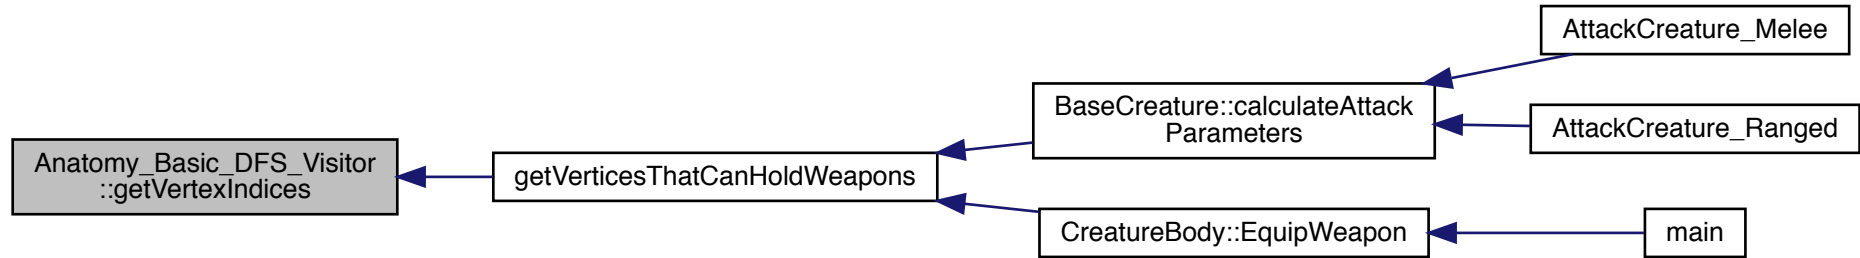 Anatomy_Basic_DFS_Visitor
::getVertexIndices
getVerticesThatCanHoldWeapons
BaseCreature::calculateAttack
Parameters
AttackCreature_Melee
AttackCreature_Ranged
CreatureBody::EquipWeapon
main